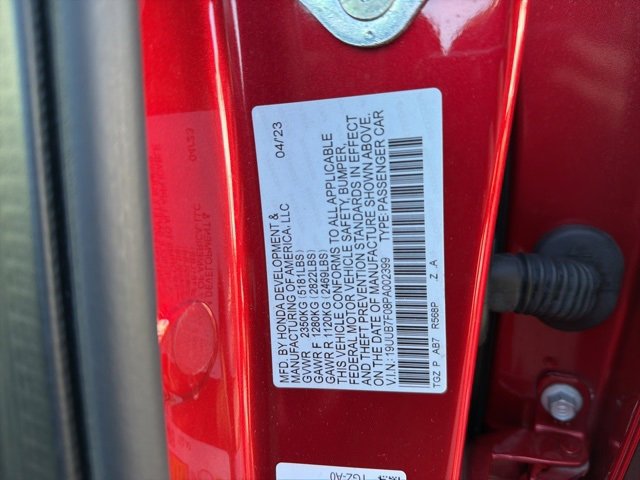 MFD. BY HONDA DEVELOPMENT & 04/23
MANUFACTURING OF AMERICA, LLC
GVWR 2350KG (5181LBS)
GAWR F 1280KG (2822LBS)
GAWR R 1120KG (2469LBS)
THIS VEHICLE CONFORMS TO ALL APPLICABLE
FEDERAL MOTOR VEHICLE SAFETY, BUMPER,
AND THEFT PREVENTION STANDARDS IN EFFECT
ON THE DATE OF MANUFACTURE SHOWN ABOVE.
V.I.N.: 19UUB7F08PA002399 TYPE:PASSENGER CAR
TGZ P AB7 R568P Z .A
TGZ-A0